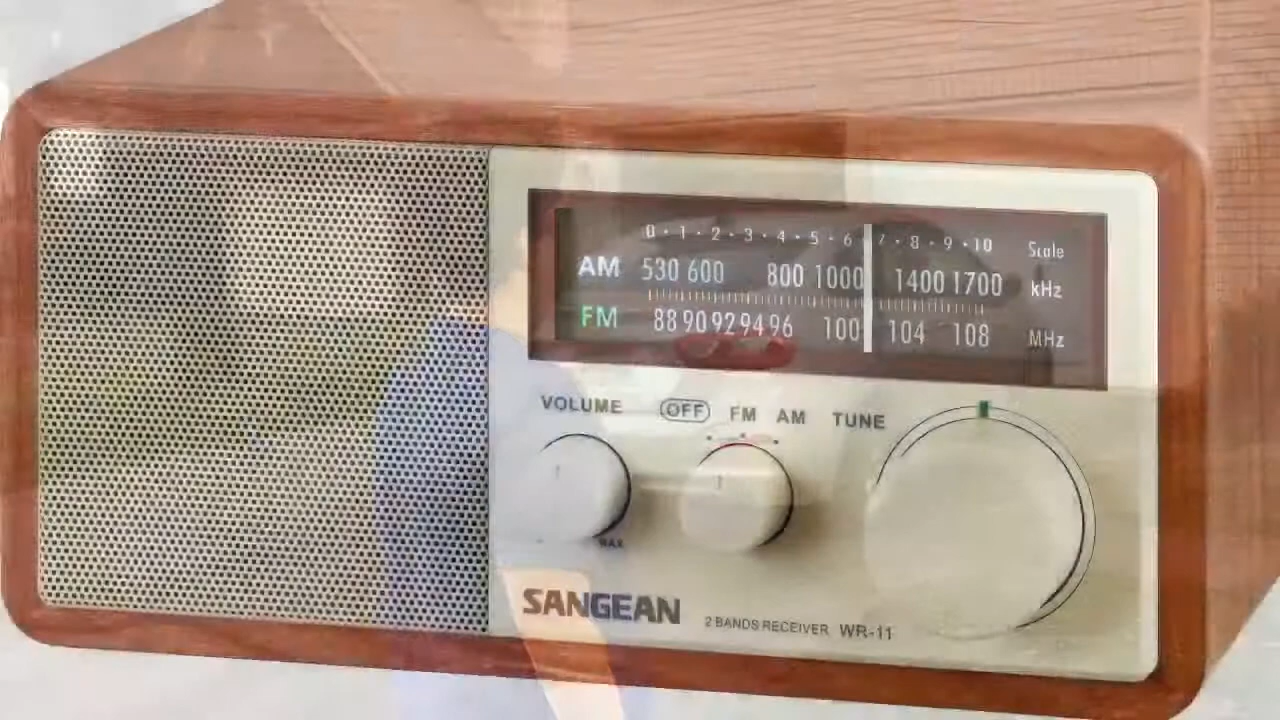 0 · 1 · 2 · 3 · 4 · 5 · 6 · 7 · 8 · 9 · 10 Scale
AM 530 600 800 1000 1400 1700 kHz
FM 88 90 92 94 96 100 104 108 MHz
VOLUME OFF FM AM TUNE
MAX
SANGEAN 2 BANDS RECEIVER WR-11